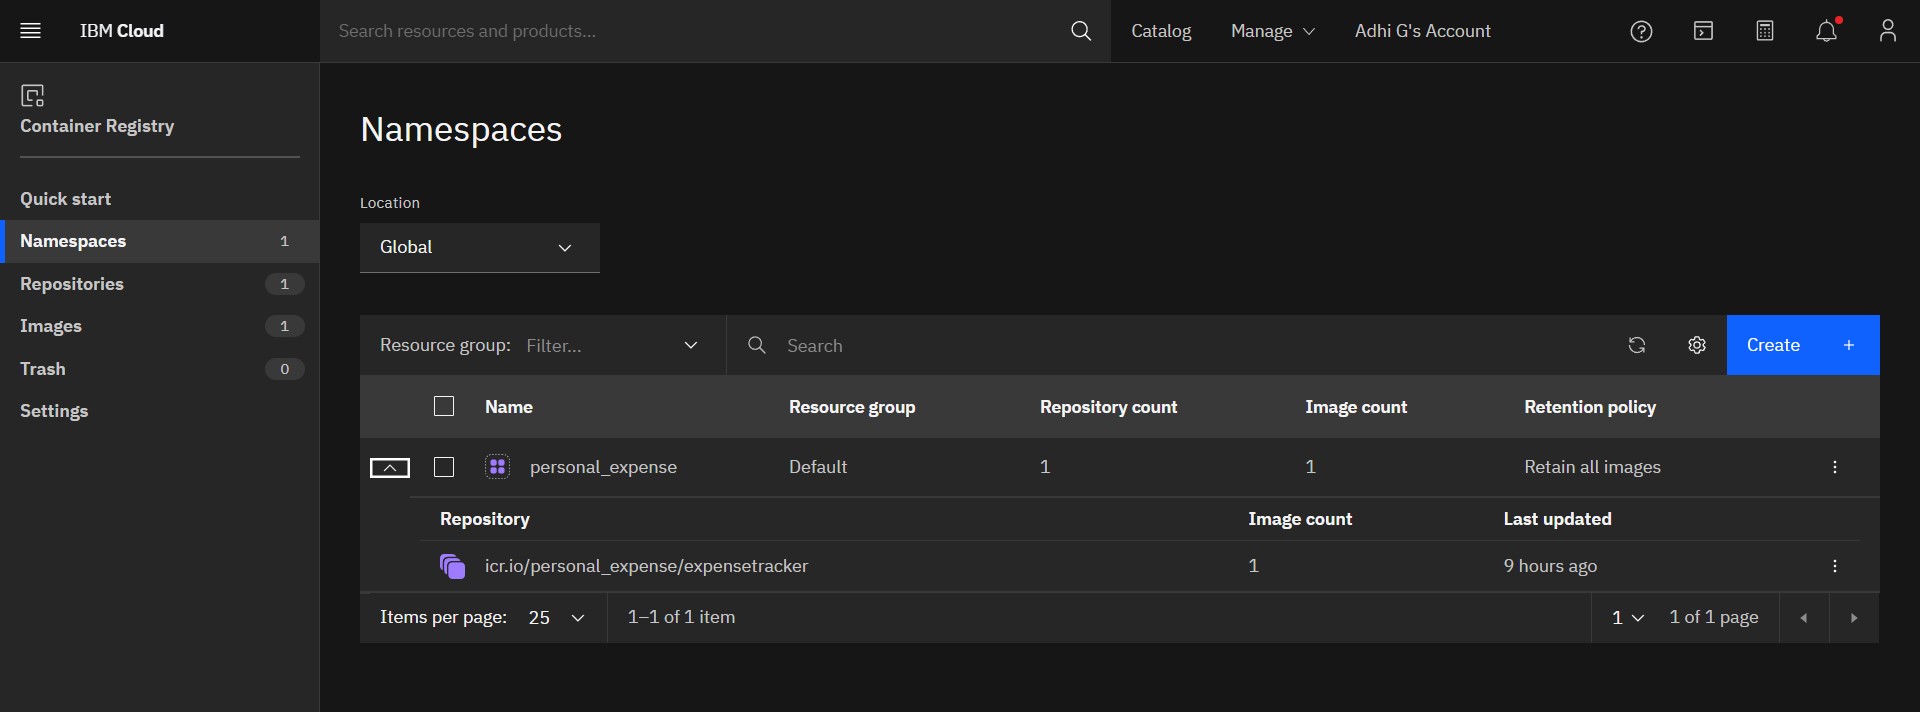 IBM Cloud
Search resources and products...
Catalog
Manage
Adhi G's Account
Container Registry
Quick start
Namespaces 1
Repositories 1
Images 1
Trash 0
Settings
Namespaces
Location
Global
Resource group: Filter...
Search
Create +
Name Resource group Repository count Image count Retention policy
personal_expense Default 1 1 Retain all images
Repository Image count Last updated
icr.io/personal_expense/expensetracker 1 9 hours ago
Items per page: 25 1–1 of 1 item 1 1 of 1 page